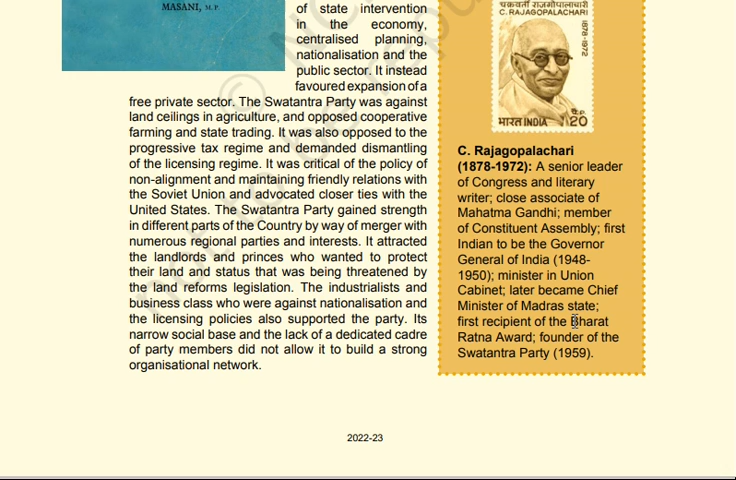 MASANI, M.P
of state intervention
in the economy,
centralised planning,
nationalisation and the
public sector. It instead
favoured expansion of a
free private sector. The Swatantra Party was against
land ceilings in agriculture, and opposed cooperative
farming and state trading. It was also opposed to the
progressive tax regime and demanded dismantling
of the licensing regime. It was critical of the policy of
non-alignment and maintaining friendly relations with
the Soviet Union and advocated closer ties with the
United States. The Swatantra Party gained strength
in different parts of the Country by way of merger with
numerous regional parties and interests. It attracted
the landlords and princes who wanted to protect
their land and status that was being threatened by
the land reforms legislation. The industrialists and
business class who were against nationalisation and
the licensing policies also supported the party. Its
narrow social base and the lack of a dedicated cadre
of party members did not allow it to build a strong
organisational network.
चक्रवर्ती राजगोपालाचारी
C. RAJAGOPALACHARI
1878-1972
भारत INDIA
20
C. Rajagopalachari
(1878-1972): A senior leader
of Congress and literary
writer; close associate of
Mahatma Gandhi; member
of Constituent Assembly; first
Indian to be the Governor
General of India (1948-
1950); minister in Union
Cabinet; later became Chief
Minister of Madras state;
first recipient of the Bharat
Ratna Award; founder of the
Swatantra Party (1959).
2022-23